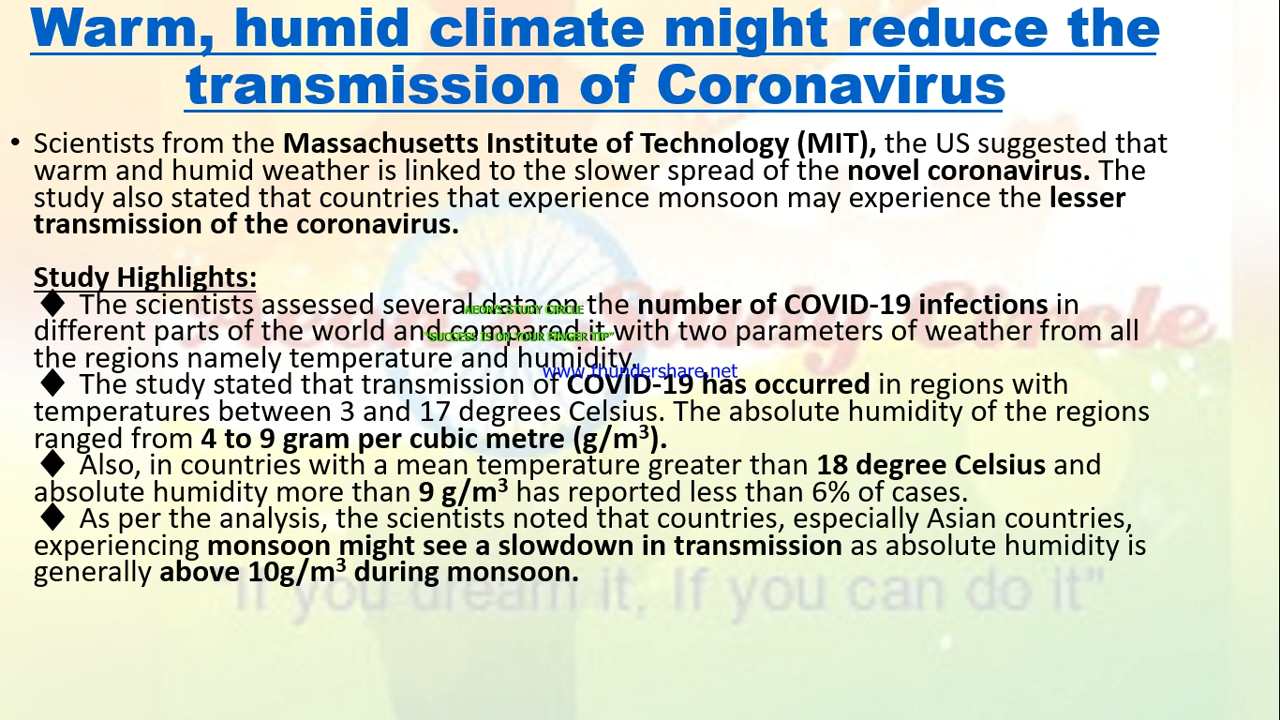 Warm, humid climate might reduce the
transmission of Coronavirus
• Scientists from the Massachusetts Institute of Technology (MIT), the US suggested that
warm and humid weather is linked to the slower spread of the novel coronavirus. The
study also stated that countries that experience monsoon may experience the lesser
transmission of the coronavirus.
Study Highlights:
◆ The scientists assessed several data on the number of COVID-19 infections in
AEON'S STUDY CIRCLE
different parts of the world and compared it with two parameters of weather from all
"SUCCESS IS ON YOUR FINGER TIP"
the regions namely temperature and humidity.
www.thundershare.net
◆ The study stated that transmission of COVID-19 has occurred in regions with
temperatures between 3 and 17 degrees Celsius. The absolute humidity of the regions
ranged from 4 to 9 gram per cubic metre (g/m³).
◆ Also, in countries with a mean temperature greater than 18 degree Celsius and
absolute humidity more than 9 g/m³ has reported less than 6% of cases.
◆ As per the analysis, the scientists noted that countries, especially Asian countries,
experiencing monsoon might see a slowdown in transmission as absolute humidity is
generally above 10g/m³ during monsoon.
"If you dream it, If you can do it"